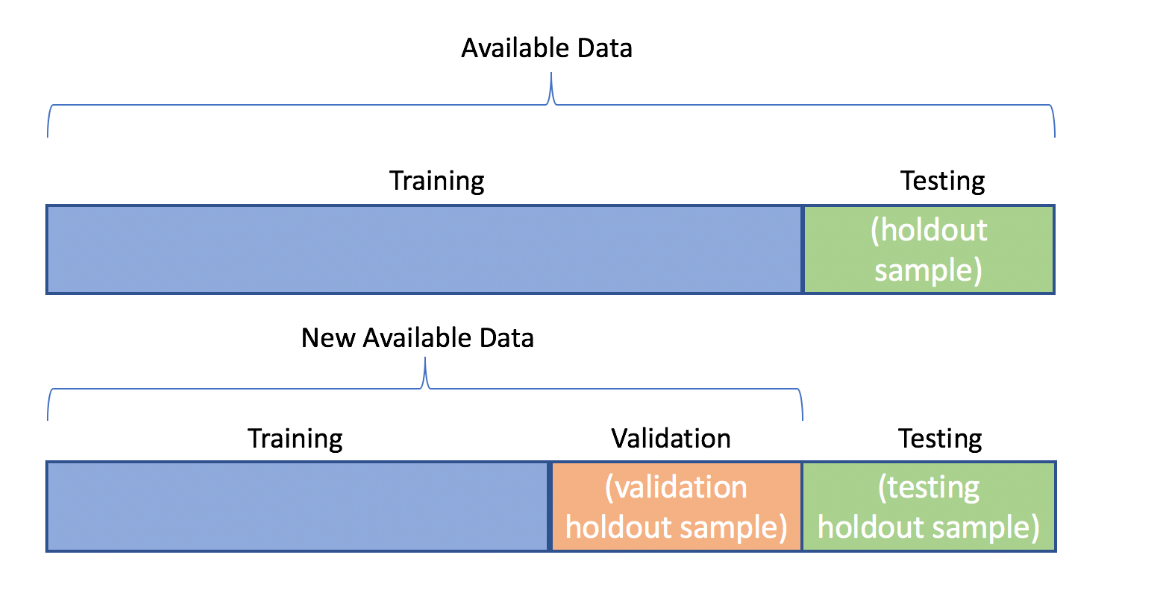 Available Data
Training
Testing
(holdout
sample)
New Available Data
Training
Validation
Testing
(validation
holdout sample)
(testing
holdout sample)